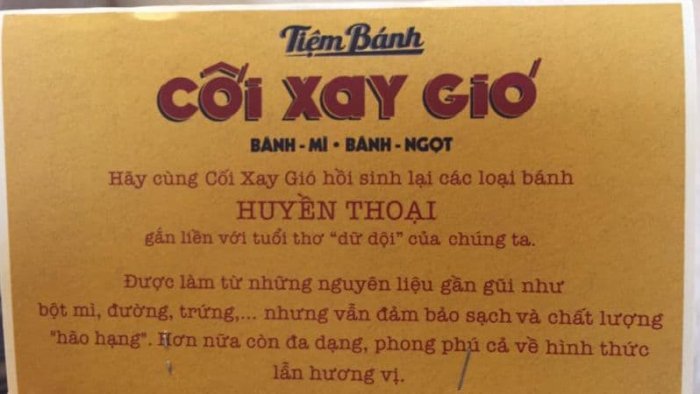 Tiệm Bánh
CỐI XAY GIÓ
BÁNH - MÌ • BÁNH - NGỌT
Hãy cùng Cối Xay Gió hồi sinh lại các loại bánh
HUYỀN THOẠI
gắn liền với tuổi thơ “dữ dội” của chúng ta.
Được làm từ những nguyên liệu gần gũi như
bột mì, đường, trứng,... nhưng vẫn đảm bảo sạch và chất lượng
"hão hạng". Hơn nữa còn đa dạng, phong phú cả về hình thức
lẫn hương vị.